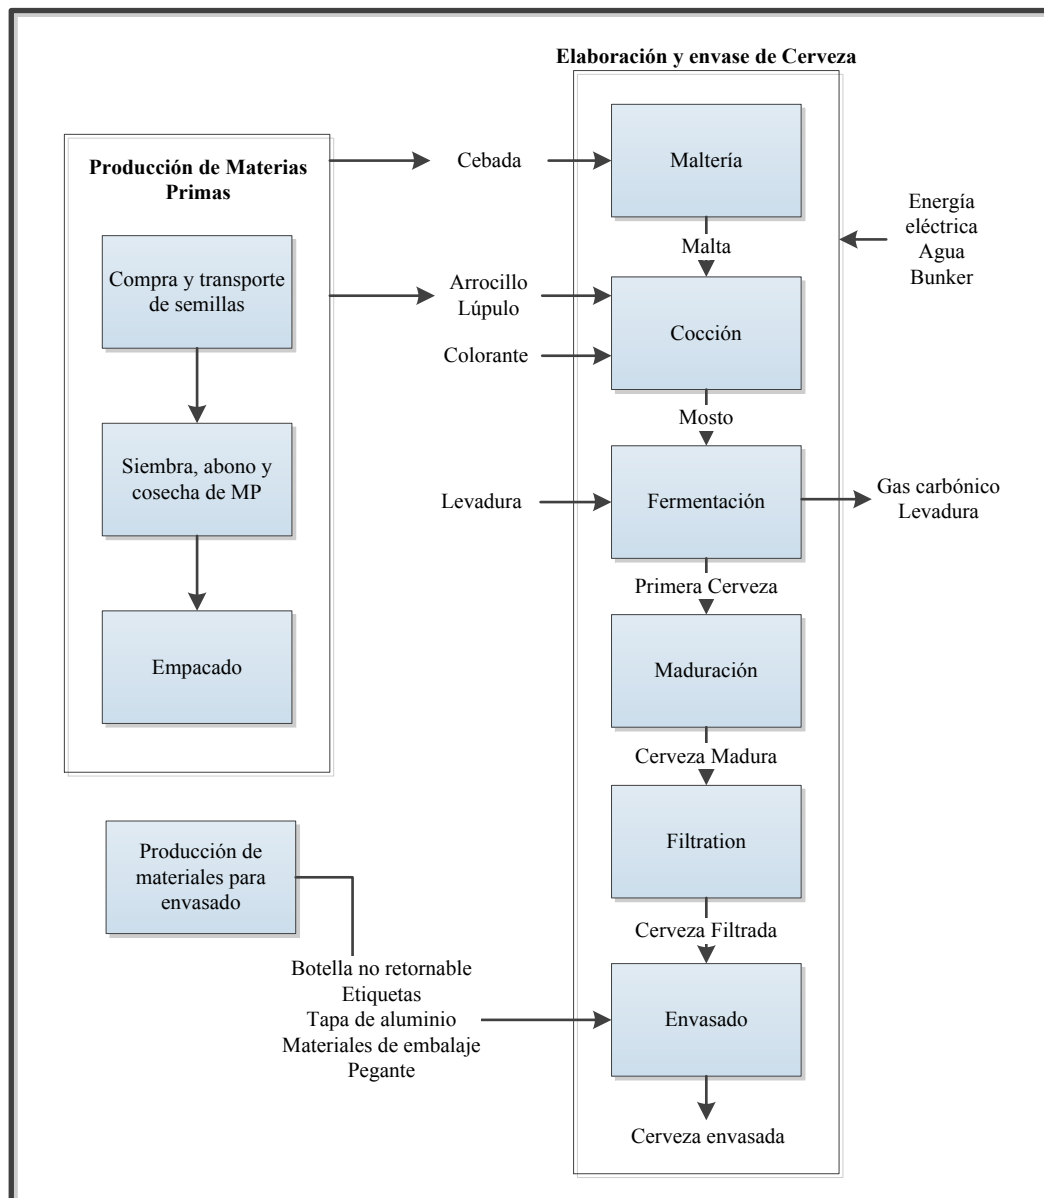 Elaboración y envase de Cerveza
Producción de Materias
Primas
Compra y transporte
de semillas
Siembra, abono y
cosecha de MP
Empacado
Producción de
materiales para
envasado
Botella no retornable
Etiquetas
Tapa de aluminio
Materiales de embalaje
Pegante
Cebada
Arrocillo
Lúpulo
Colorante
Levadura
Maltería
Malta
Cocción
Mosto
Fermentación
Primera Cerveza
Maduración
Cerveza Madura
Filtration
Cerveza Filtrada
Envasado
Cerveza envasada
Energía
eléctrica
Agua
Bunker
Gas carbónico
Levadura